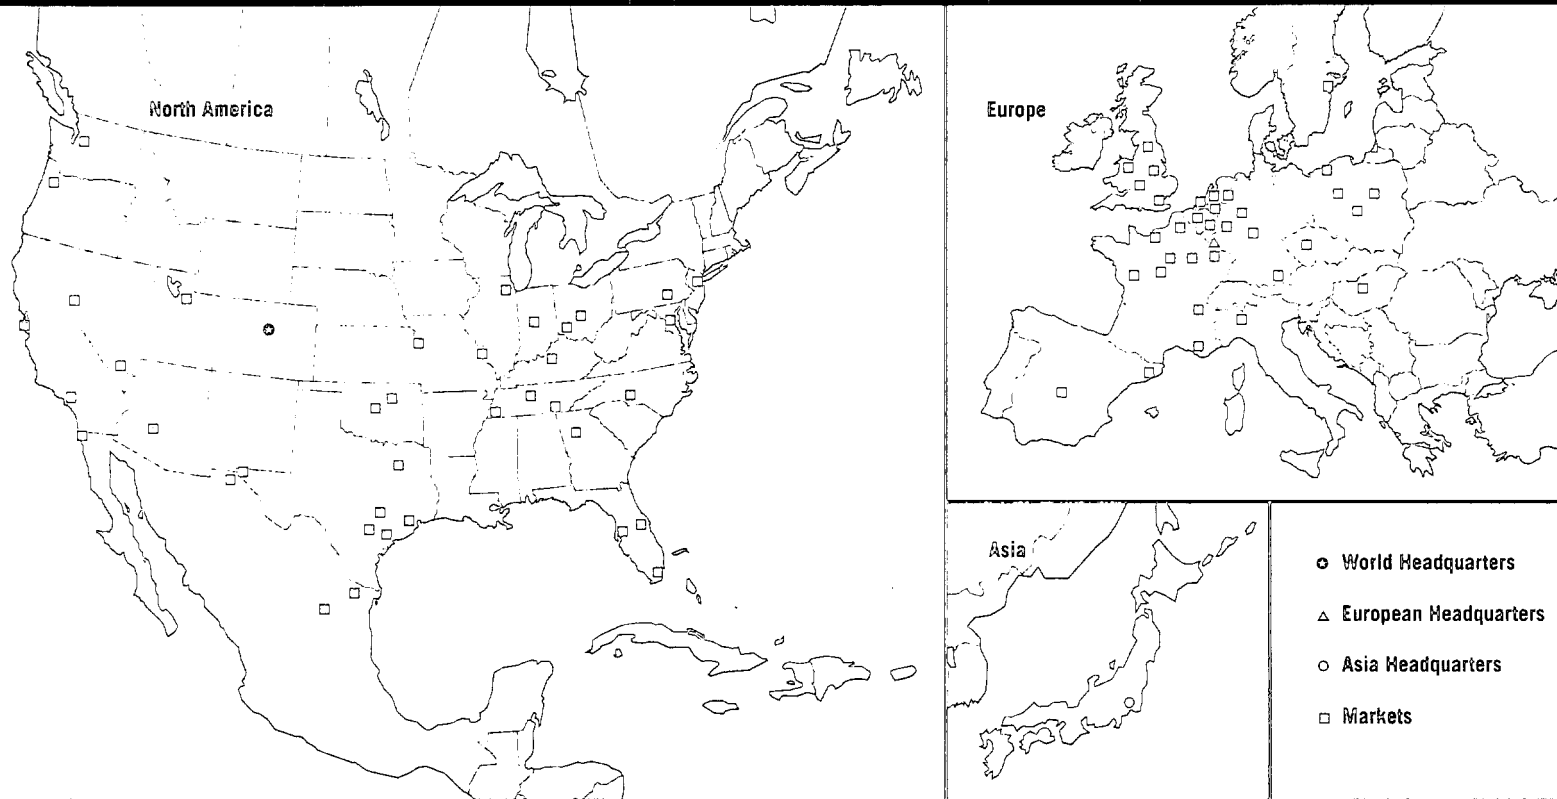 North America
Europe
Asia
World Headquarters
European Headquarters
Asia Headquarters
Markets